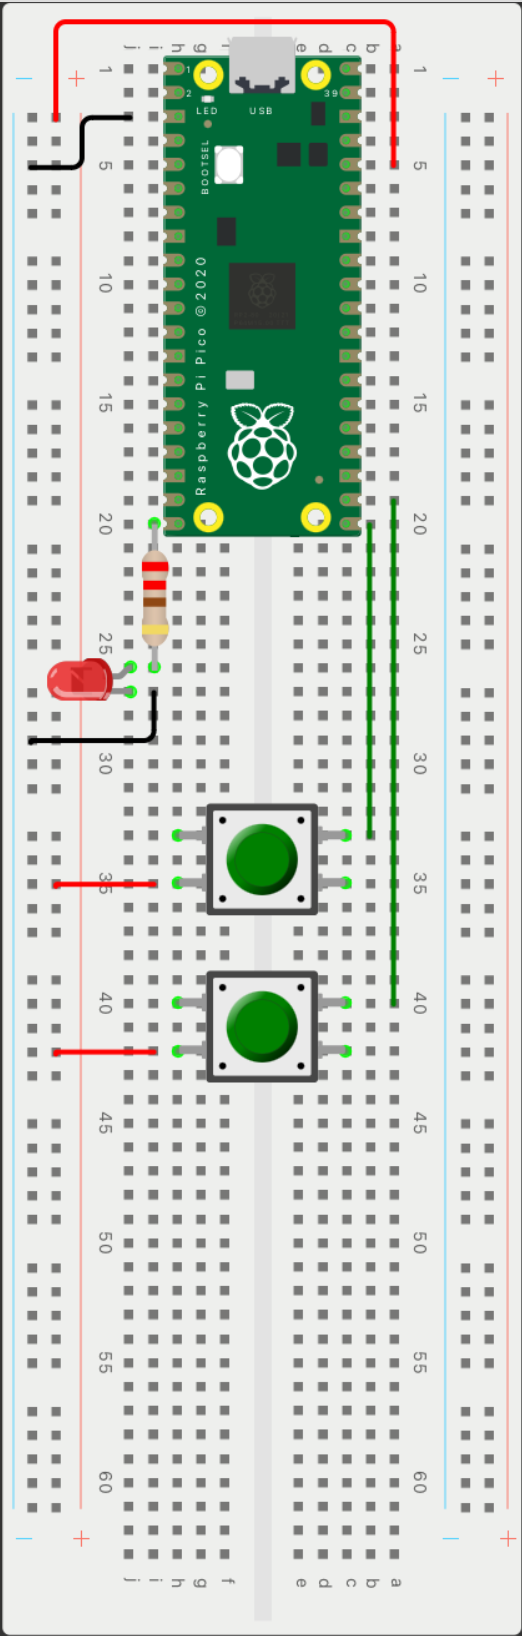 j i h g f e d c b a
− + − +
1 1
1
2 39
LED USB
BOOTSEL
5 5
10 10
Raspberry Pi Pico ©2020
15 15
20 20
25 25
30 30
35 35
40 40
45 45
50 50
55 55
60 60
− + − +
j i h g f e d c b a